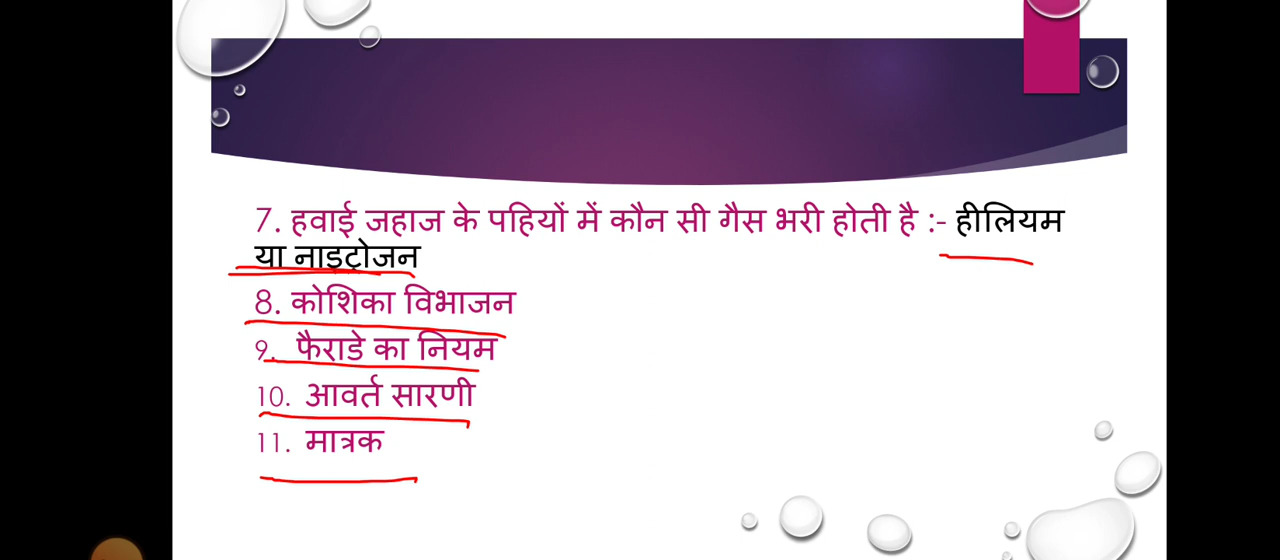 7. हवाई जहाज के पहियों में कौन सी गैस भरी होती है :- हीलियम
या नाइट्रोजन
8. कोशिका विभाजन
9. फैराडे का नियम
10. आवर्त सारणी
11. मात्रक